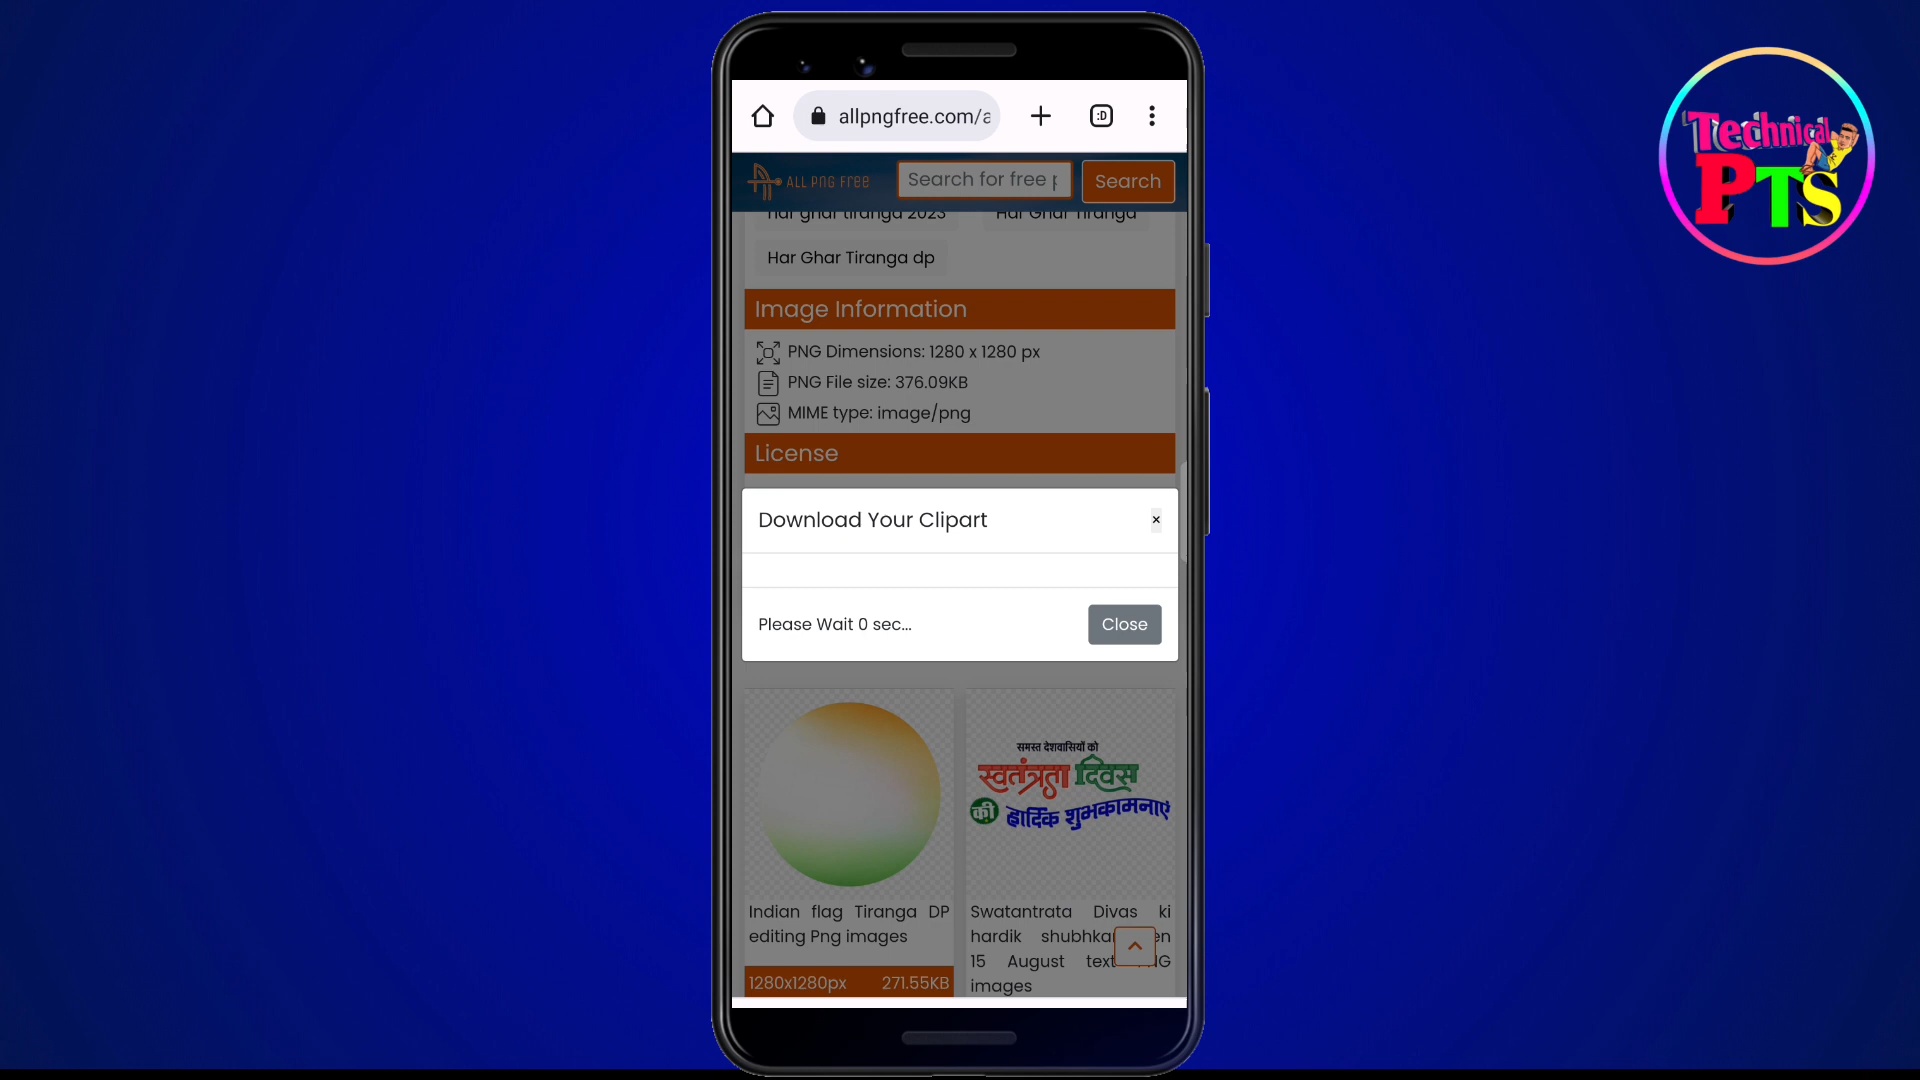 Technical
PTS
:D
allpngfree.com/a
ALL PNG FREE
Search for free p
Search
har ghar tiranga 2023
Har Ghar Tiranga
Har Ghar Tiranga dp
Image Information
PNG Dimensions: 1280 x 1280 px
PNG File size: 376.09KB
MIME type: image/png
License
Download Your Clipart
×
Please Wait 0 sec...
Close
समस्त देशवासियों को
स्वतंत्रता दिवस
की हार्दिक शुभकामनाएं
Indian flag Tiranga DP
editing Png images
1280x1280px 271.55KB
Swatantrata Divas ki
hardik
15 August text
images